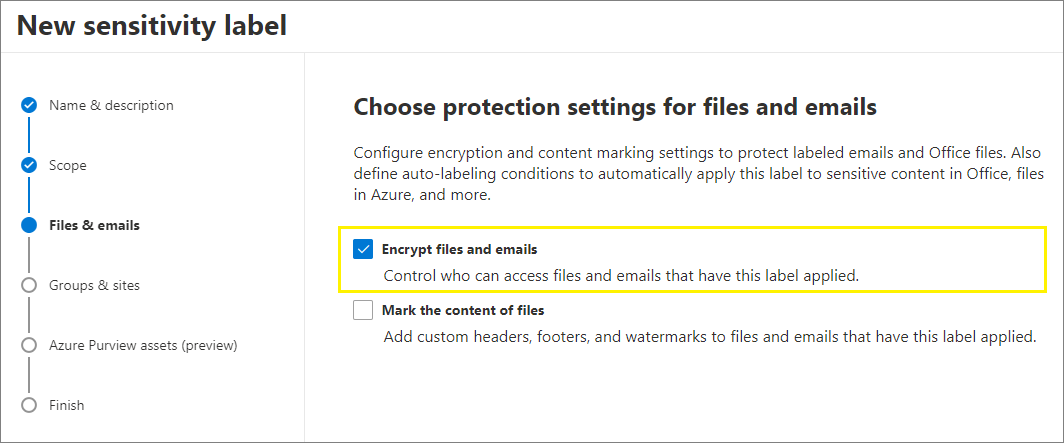 New sensitivity label
Name & description
Scope
Files & emails
Groups & sites
Azure Purview assets (preview)
Finish
Choose protection settings for files and emails
Configure encryption and content marking settings to protect labeled emails and Office files. Also
define auto-labeling conditions to automatically apply this label to sensitive content in Office, files
in Azure, and more.
Encrypt files and emails
Control who can access files and emails that have this label applied.
Mark the content of files
Add custom headers, footers, and watermarks to files and emails that have this label applied.